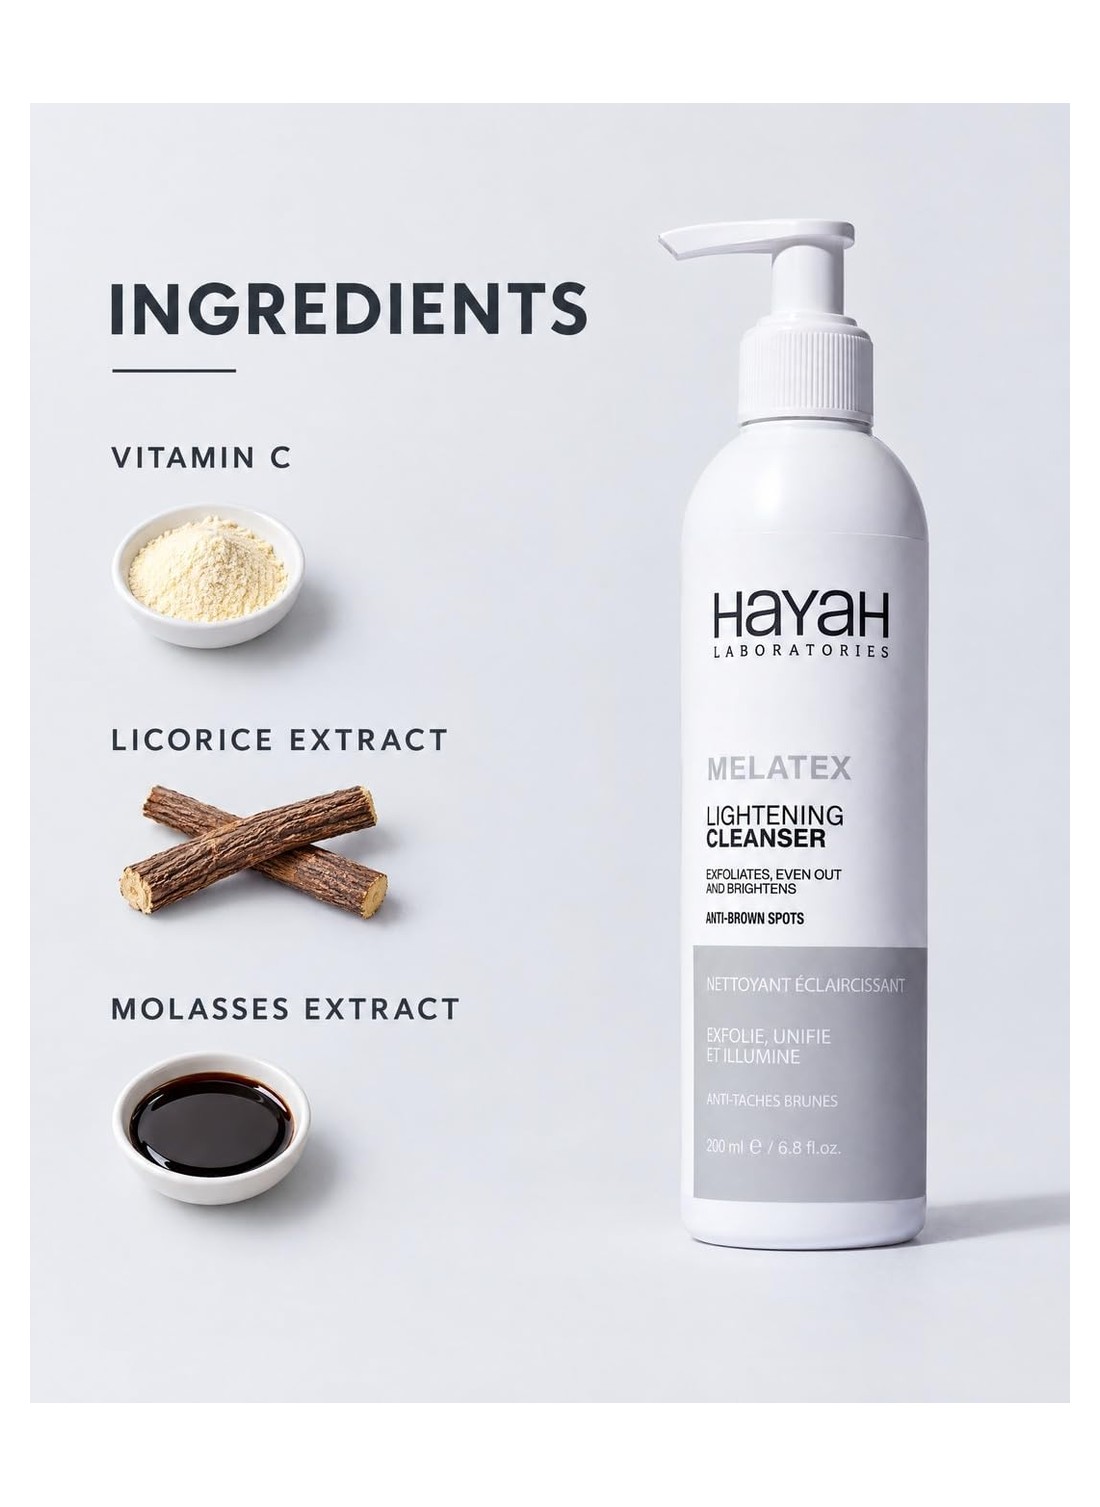 INGREDIENTS
VITAMIN C
LICORICE EXTRACT
MOLASSES EXTRACT
HAYAH
LABORATORIES
MELATEX
LIGHTENING
CLEANSER
EXFOLIATES, EVEN OUT
AND BRIGHTENS
ANTI-BROWN SPOTS
NETTOYANT ÉCLAIRCISSANT
EXFOLIE, UNIFIE
ET ILLUMINE
ANTI-TACHES BRUNES
200 ml ℮ / 6.8 fl.oz.